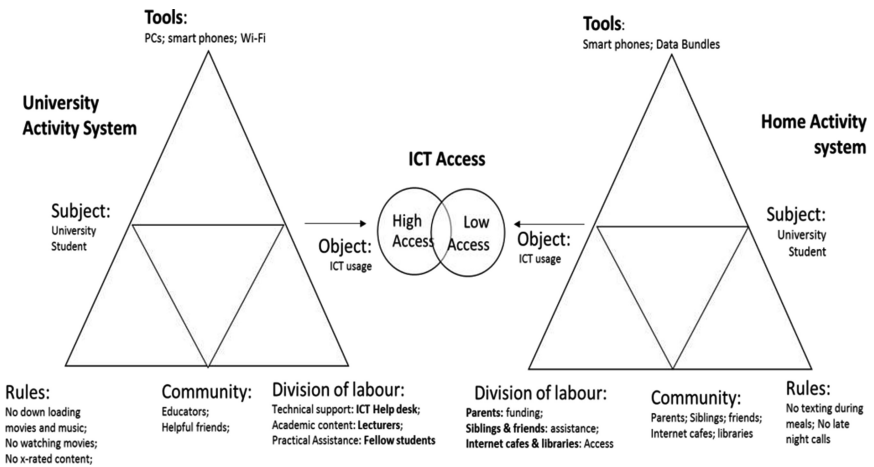 Tools:
PCs; smart phones; Wi-Fi
University
Activity System
Subject:
University
Student
Object:
ICT usage
Rules:
No down loading
movies and music;
No watching movies;
No x-rated content;
Community:
Educators;
Helpful friends;
Division of labour:
Technical support: ICT Help desk;
Academic content: Lecturers;
Practical Assistance: Fellow students
ICT Access
High
Access
Low
Access
Tools:
Smart phones; Data Bundles
Home Activity
system
Subject:
University
Student
Object:
ICT usage
Division of labour:
Parents: funding;
Siblings & friends: assistance;
Internet cafes & libraries: Access
Community:
Parents; Siblings; friends;
Internet cafes; libraries
Rules:
No texting during
meals; No late
night calls